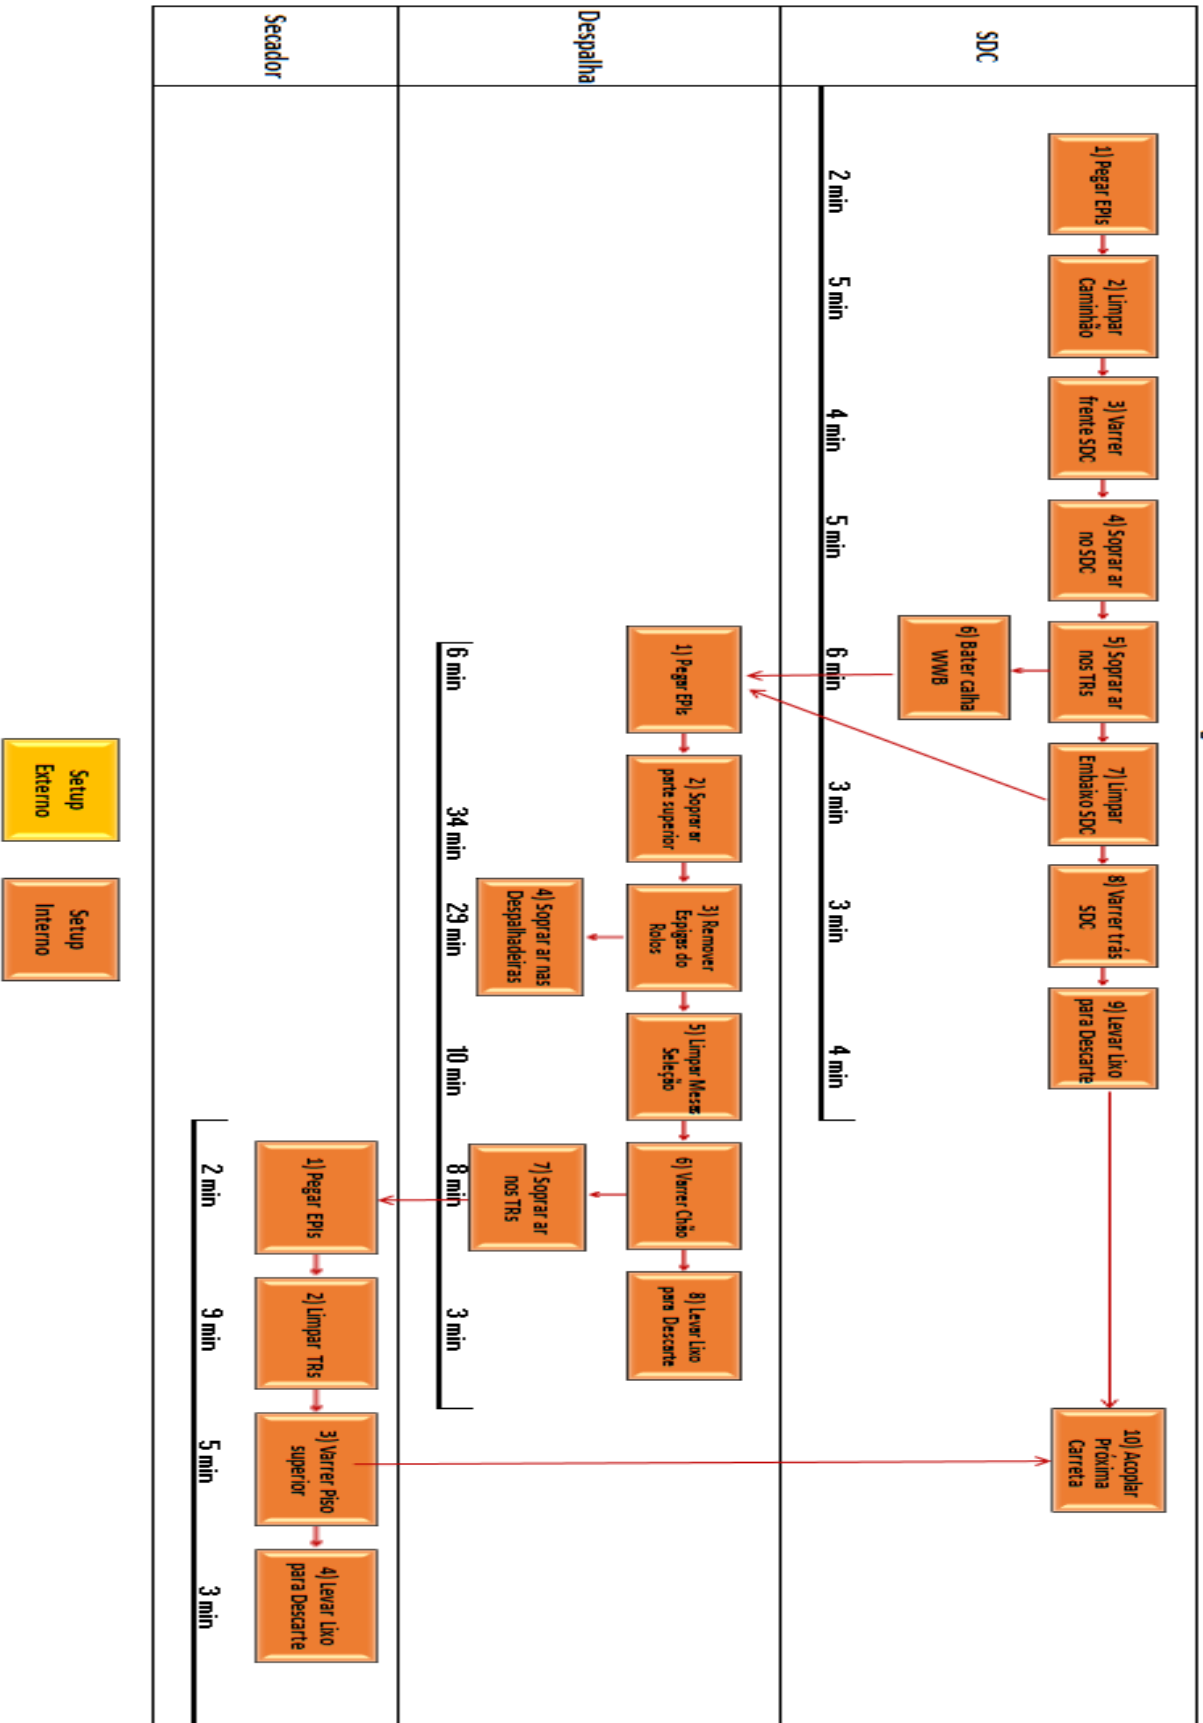 SDC
1) Pegar EPIs
2) Limpar
Caminhão
3) Varrer
frente SDC
4) Soprar ar
no SDC
5) Soprar ar
nos TRs
7) Limpar
Embaixo SDC
8) Varrer trás
SDC
9) Levar Lixo
para Descarte
10) Acoplar
Próxima
Carreta
6) Bater calha
WWB
2 min
5 min
4 min
5 min
6 min
3 min
3 min
4 min
Despalha
1) Pegar EPIs
2) Soprar ar
parte superior
3) Remover
Espigas do
Rolos
5) Limpar Mesas
Seleção
6) Varrer Chão
8) Levar Lixo
para Descarte
4) Soprar ar nas
Despalhadeiras
7) Soprar ar
nos TRs
6 min
34 min
29 min
10 min
8 min
3 min
Secador
1) Pegar EPIs
2) Limpar TRs
3) Varrer Piso
superior
4) Levar Lixo
para Descarte
2 min
9 min
5 min
3 min
Setup
Externo
Setup
Interno